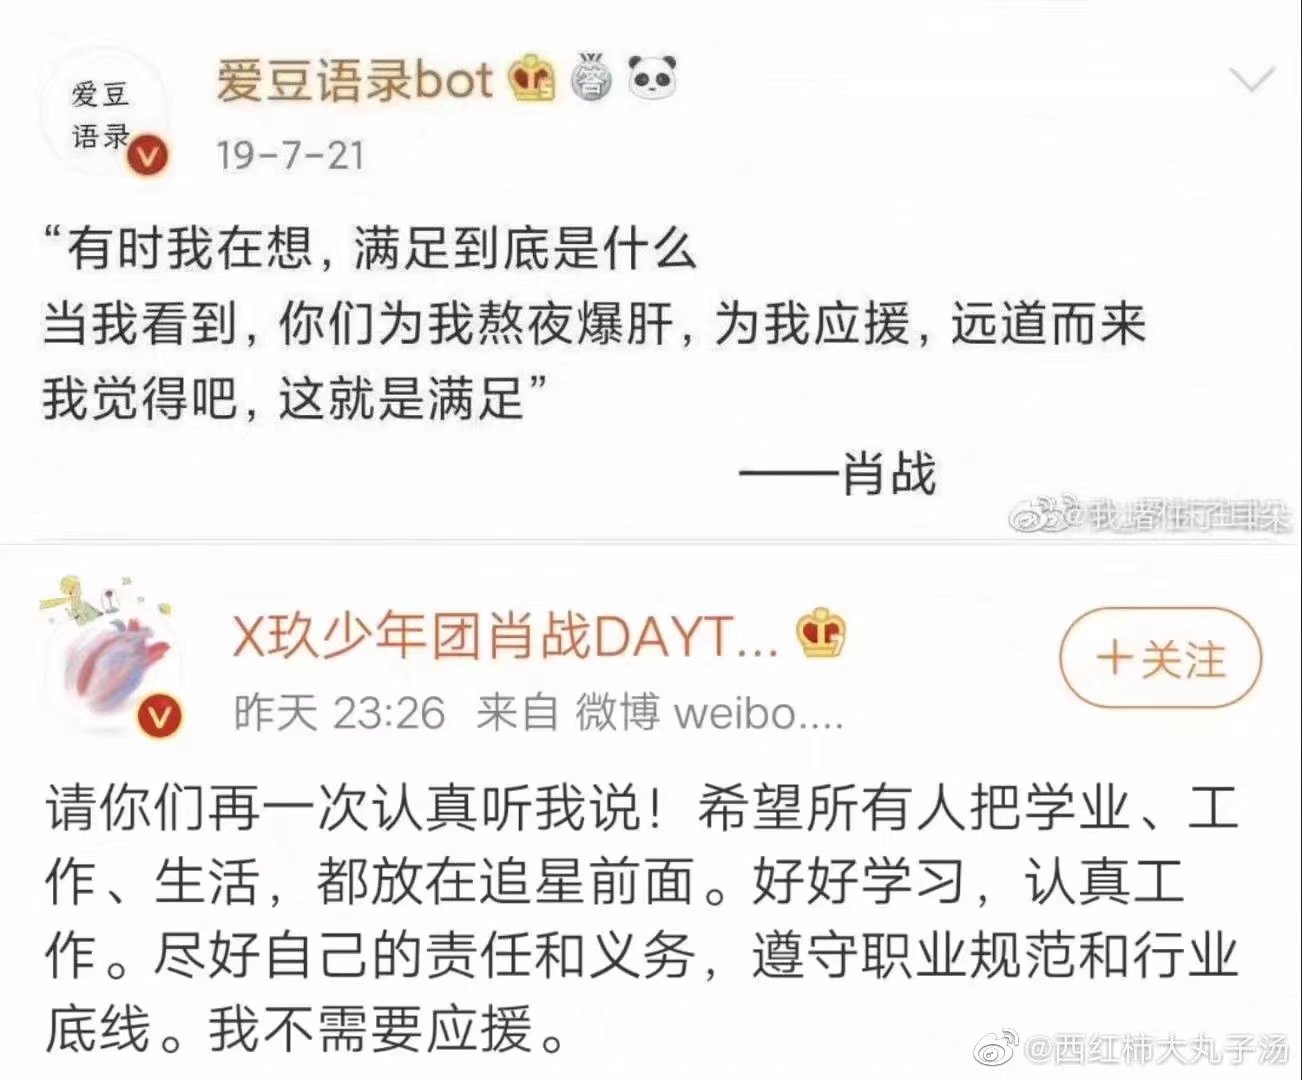 爱豆
语录
爱豆语录bot
答
19-7-21
“有时我在想，满足到底是什么
当我看到，你们为我熬夜爆肝，为我应援，远道而来
我觉得吧，这就是满足”
——肖战
X玖少年团肖战DAYT...
+关注
昨天 23:26 来自 微博 weibo....
请你们再一次认真听我说！希望所有人把学业、工
作、生活，都放在追星前面。好好学习，认真工
作。尽好自己的责任和义务，遵守职业规范和行业
底线。我不需要应援。
@西红柿大丸子汤